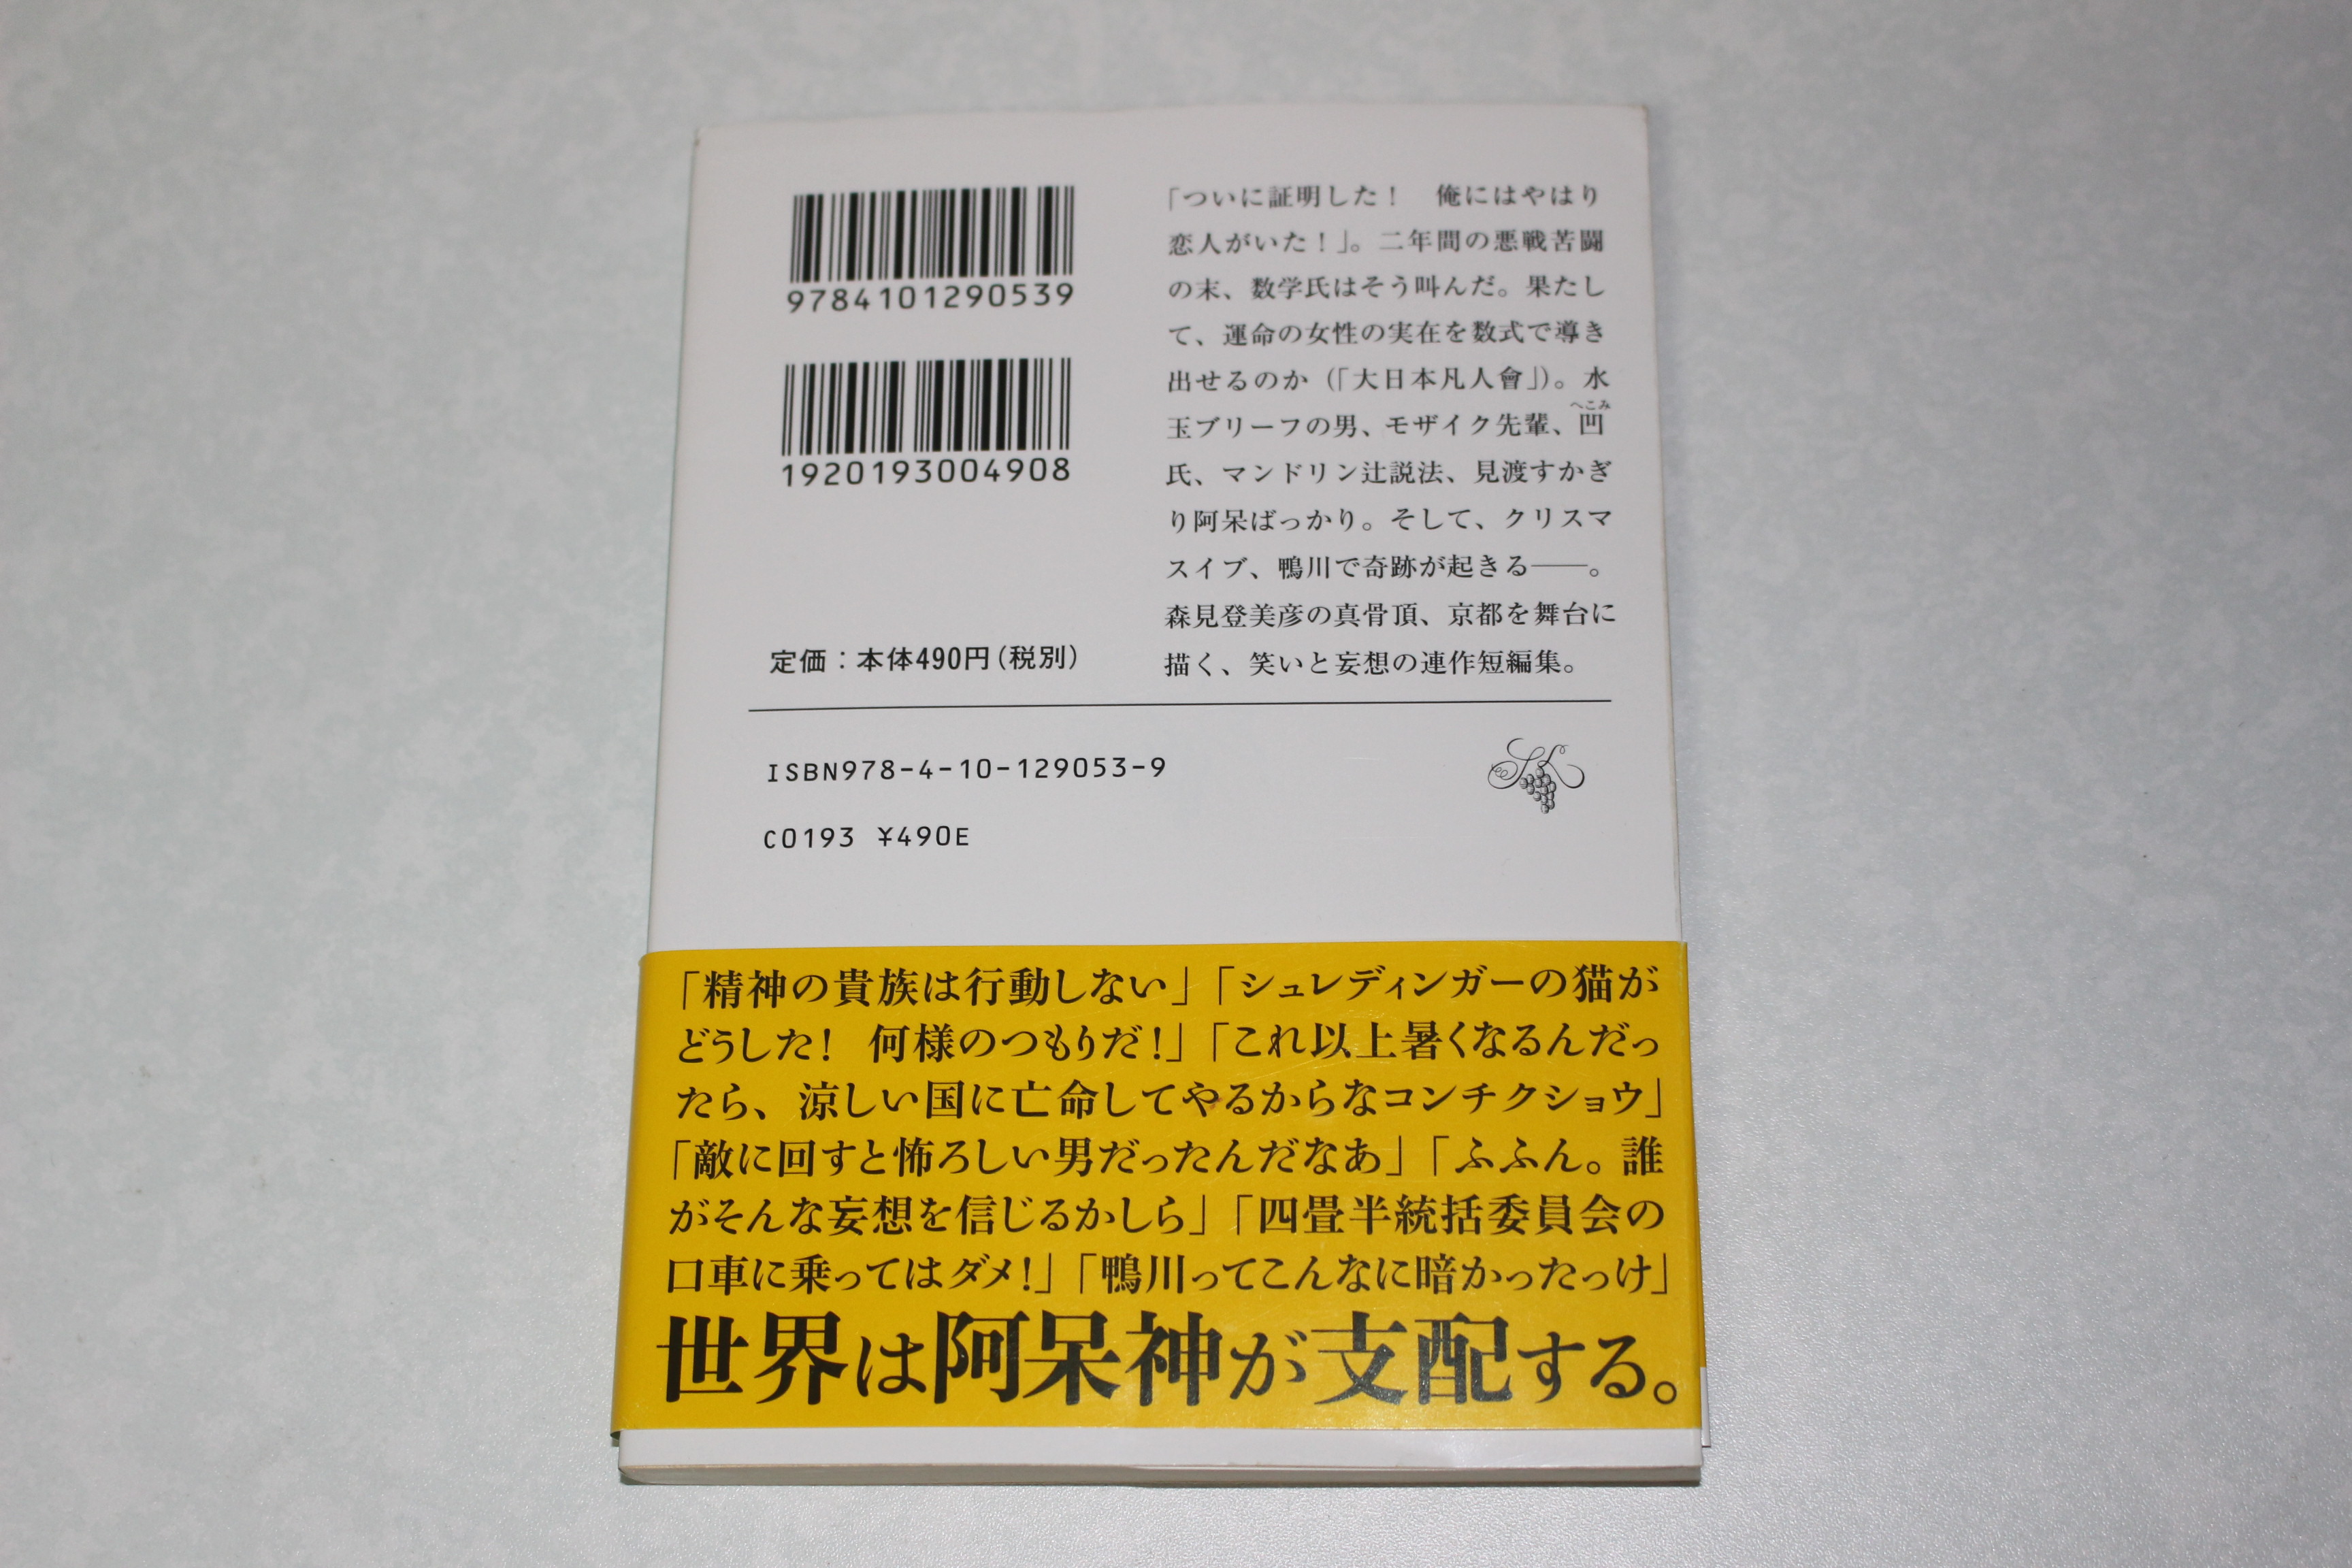 9784101290539
1920193004908
定価：本体490円（税別）
「ついに証明した！　俺にはやはり
恋人がいた！」。二年間の悪戦苦闘
の末、数学氏はそう叫んだ。果たし
て、運命の女性の実在を数式で導き
出せるのか（「大日本凡人會」）。水
玉ブリーフの男、モザイク先輩、凹
へこみ
氏、マンドリン辻説法、見渡すかぎ
り阿呆ばっかり。そして、クリスマ
スイブ、鴨川で奇跡が起きる――。
森見登美彦の真骨頂、京都を舞台に
描く、笑いと妄想の連作短編集。
ISBN978-4-10-129053-9
C0193 ¥490E
「精神の貴族は行動しない」「シュレディンガーの猫が
どうした！ 何様のつもりだ！」「これ以上暑くなるんだっ
たら、涼しい国に亡命してやるからなコンチクショウ」
「敵に回すと怖ろしい男だったんだなあ」「ふふん。誰
がそんな妄想を信じるかしら」「四畳半統括委員会の
口車に乗ってはダメ！」「鴨川ってこんなに暗かったっけ」
世界は阿呆神が支配する。